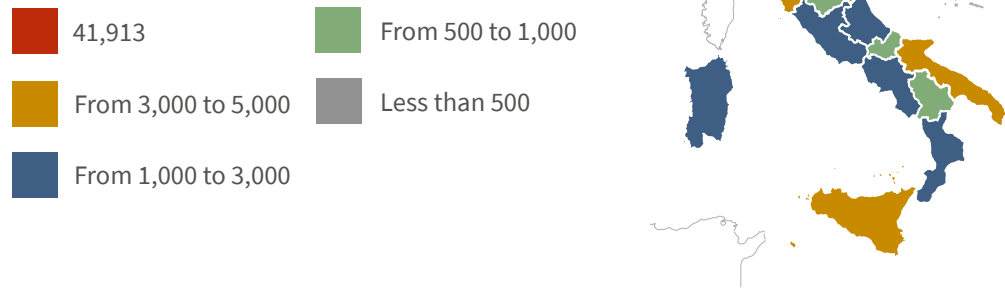 41,913
From 3,000 to 5,000
From 1,000 to 3,000
From 500 to 1,000
Less than 500